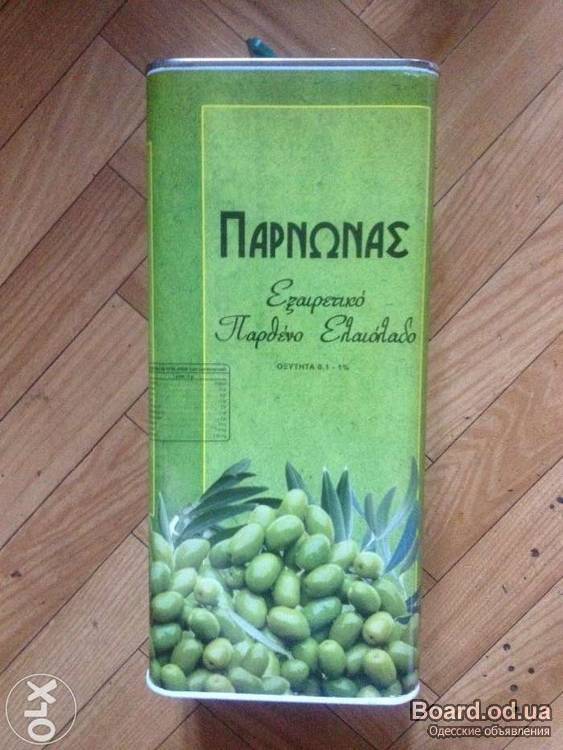 ΠΑΡΝΩΝΑΣ
Εξαιρετικό
Παρθένο Ελαιόλαδο
ΟΞΥΤΗΤΑ 0,1 - 1%
OLX
Board.od.ua
Одесские объявления